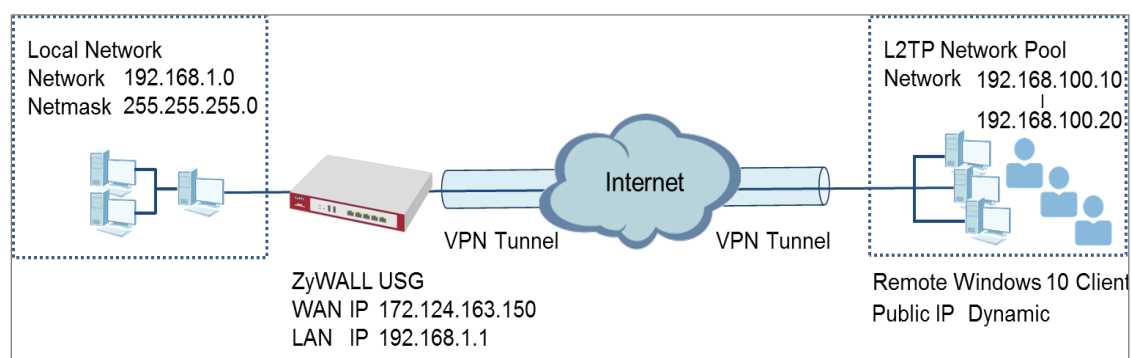 Local Network
Network 192.168.1.0
Netmask 255.255.255.0
L2TP Network Pool
Network 192.168.100.10
192.168.100.20
Internet
VPN Tunnel
VPN Tunnel
ZyWALL USG
WAN IP 172.124.163.150
LAN IP 192.168.1.1
Remote Windows 10 Client
Public IP Dynamic